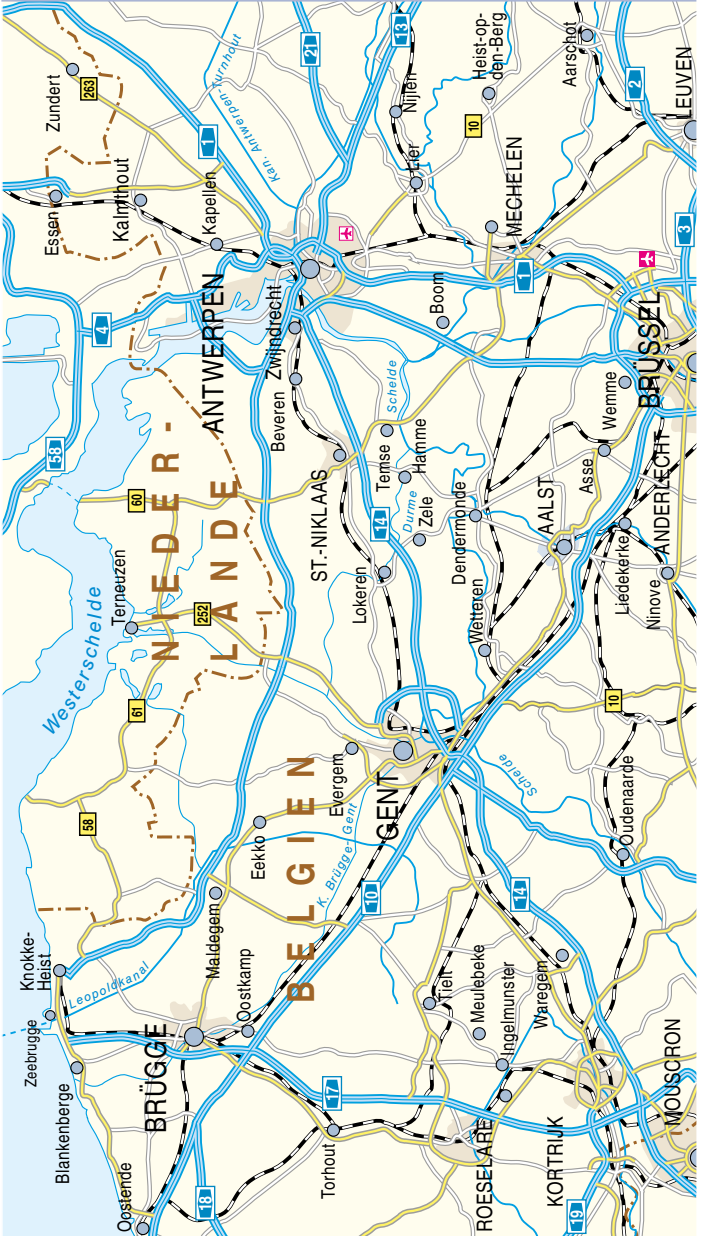 Zeebrugge
Knokke-
Heist
Blankenberge
Oostende
BRÜGGE
Leopoldkanal
Oostkamp
Maldegem
Eekko
Torhout
Tielt
Meulebeke
Ingelmunster
Waregem
ROESELARE
KORTRIJK
MOUSCRON
BELGIEN
K. Brügge-Gent
Evergem
GENT
Schelde
Oudenaarde
Westerschelde
Terneuzen
NIEDER-
LANDE
ST.-NIKLAAS
Lokeren
Durme
Zele
Hamme
Temse
Schelde
Dendermonde
Wetteren
AALST
Asse
Wemme
Liedekerke
Ninove
ANDERLECHT
BRÜSSEL
Beveren
Zwijndrecht
ANTWERPEN
Boom
MECHELEN
Kapellen
Kalmthout
Essen
Zundert
Kan. Antwerpen-Turnhout
Lier
Nijlen
Heist-op-
den-Berg
Aarschot
LEUVEN
58
61
252
60
58
4
1
263
21
13
10
2
3
1
14
10
10
14
17
18
19